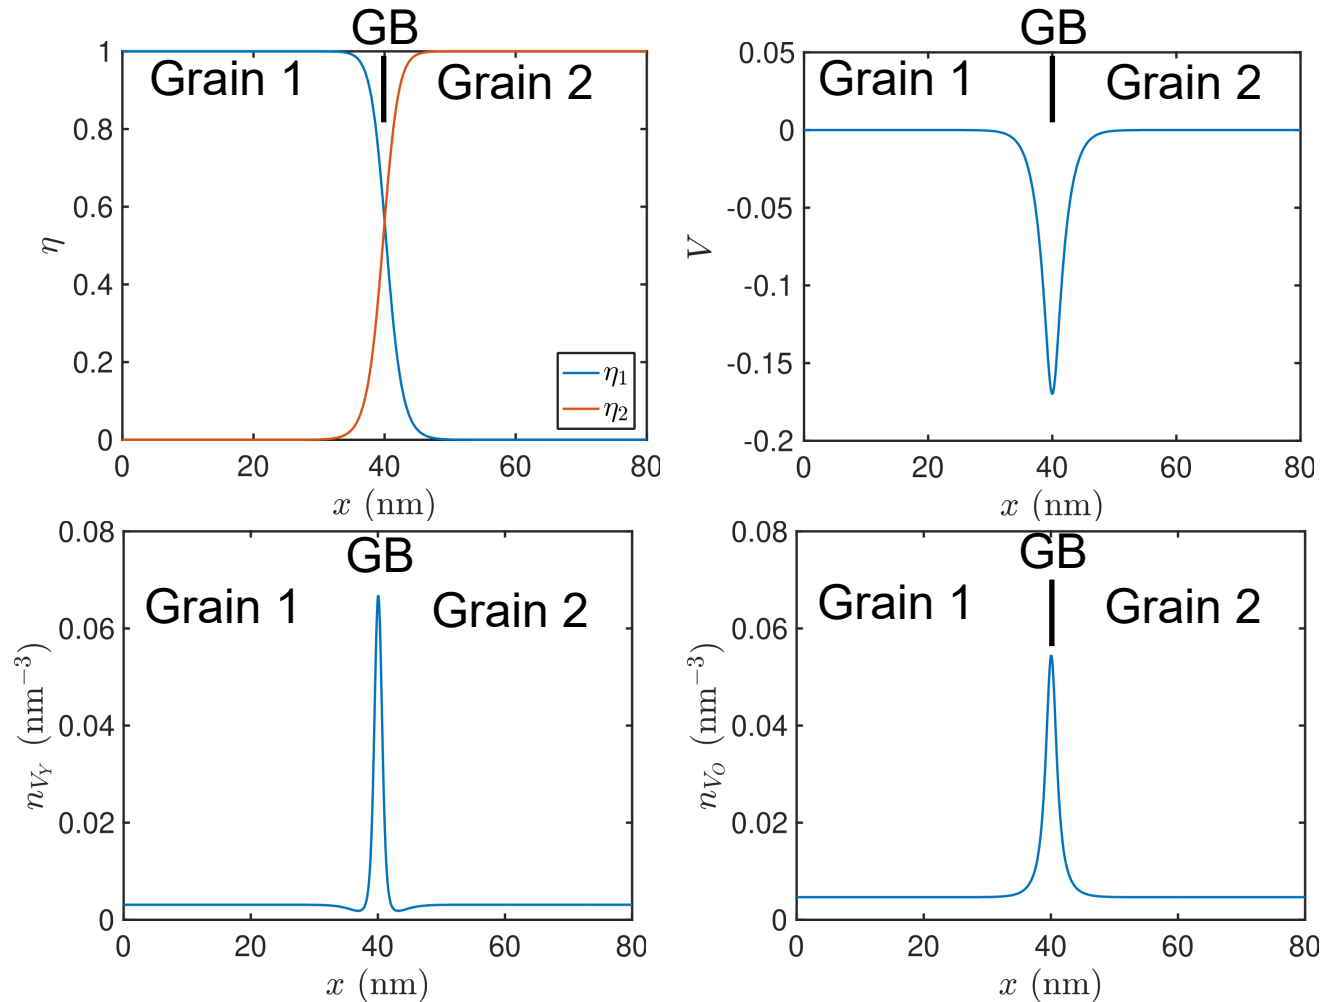 GB
Grain 1
Grain 2
1
0.8
0.6
0.4
0.2
0
η
η1
η2
0 20 40 60 80
x (nm)
GB
Grain 1
Grain 2
0.05
0
-0.05
-0.1
-0.15
-0.2
V
0 20 40 60 80
x (nm)
0.08
GB
Grain 1
Grain 2
0.06
0.04
0.02
0
n_{V_Y} (nm⁻³)
0 20 40 60 80
x (nm)
0.08
GB
Grain 1
Grain 2
0.06
0.04
0.02
0
n_{V_O} (nm⁻³)
0 20 40 60 80
x (nm)